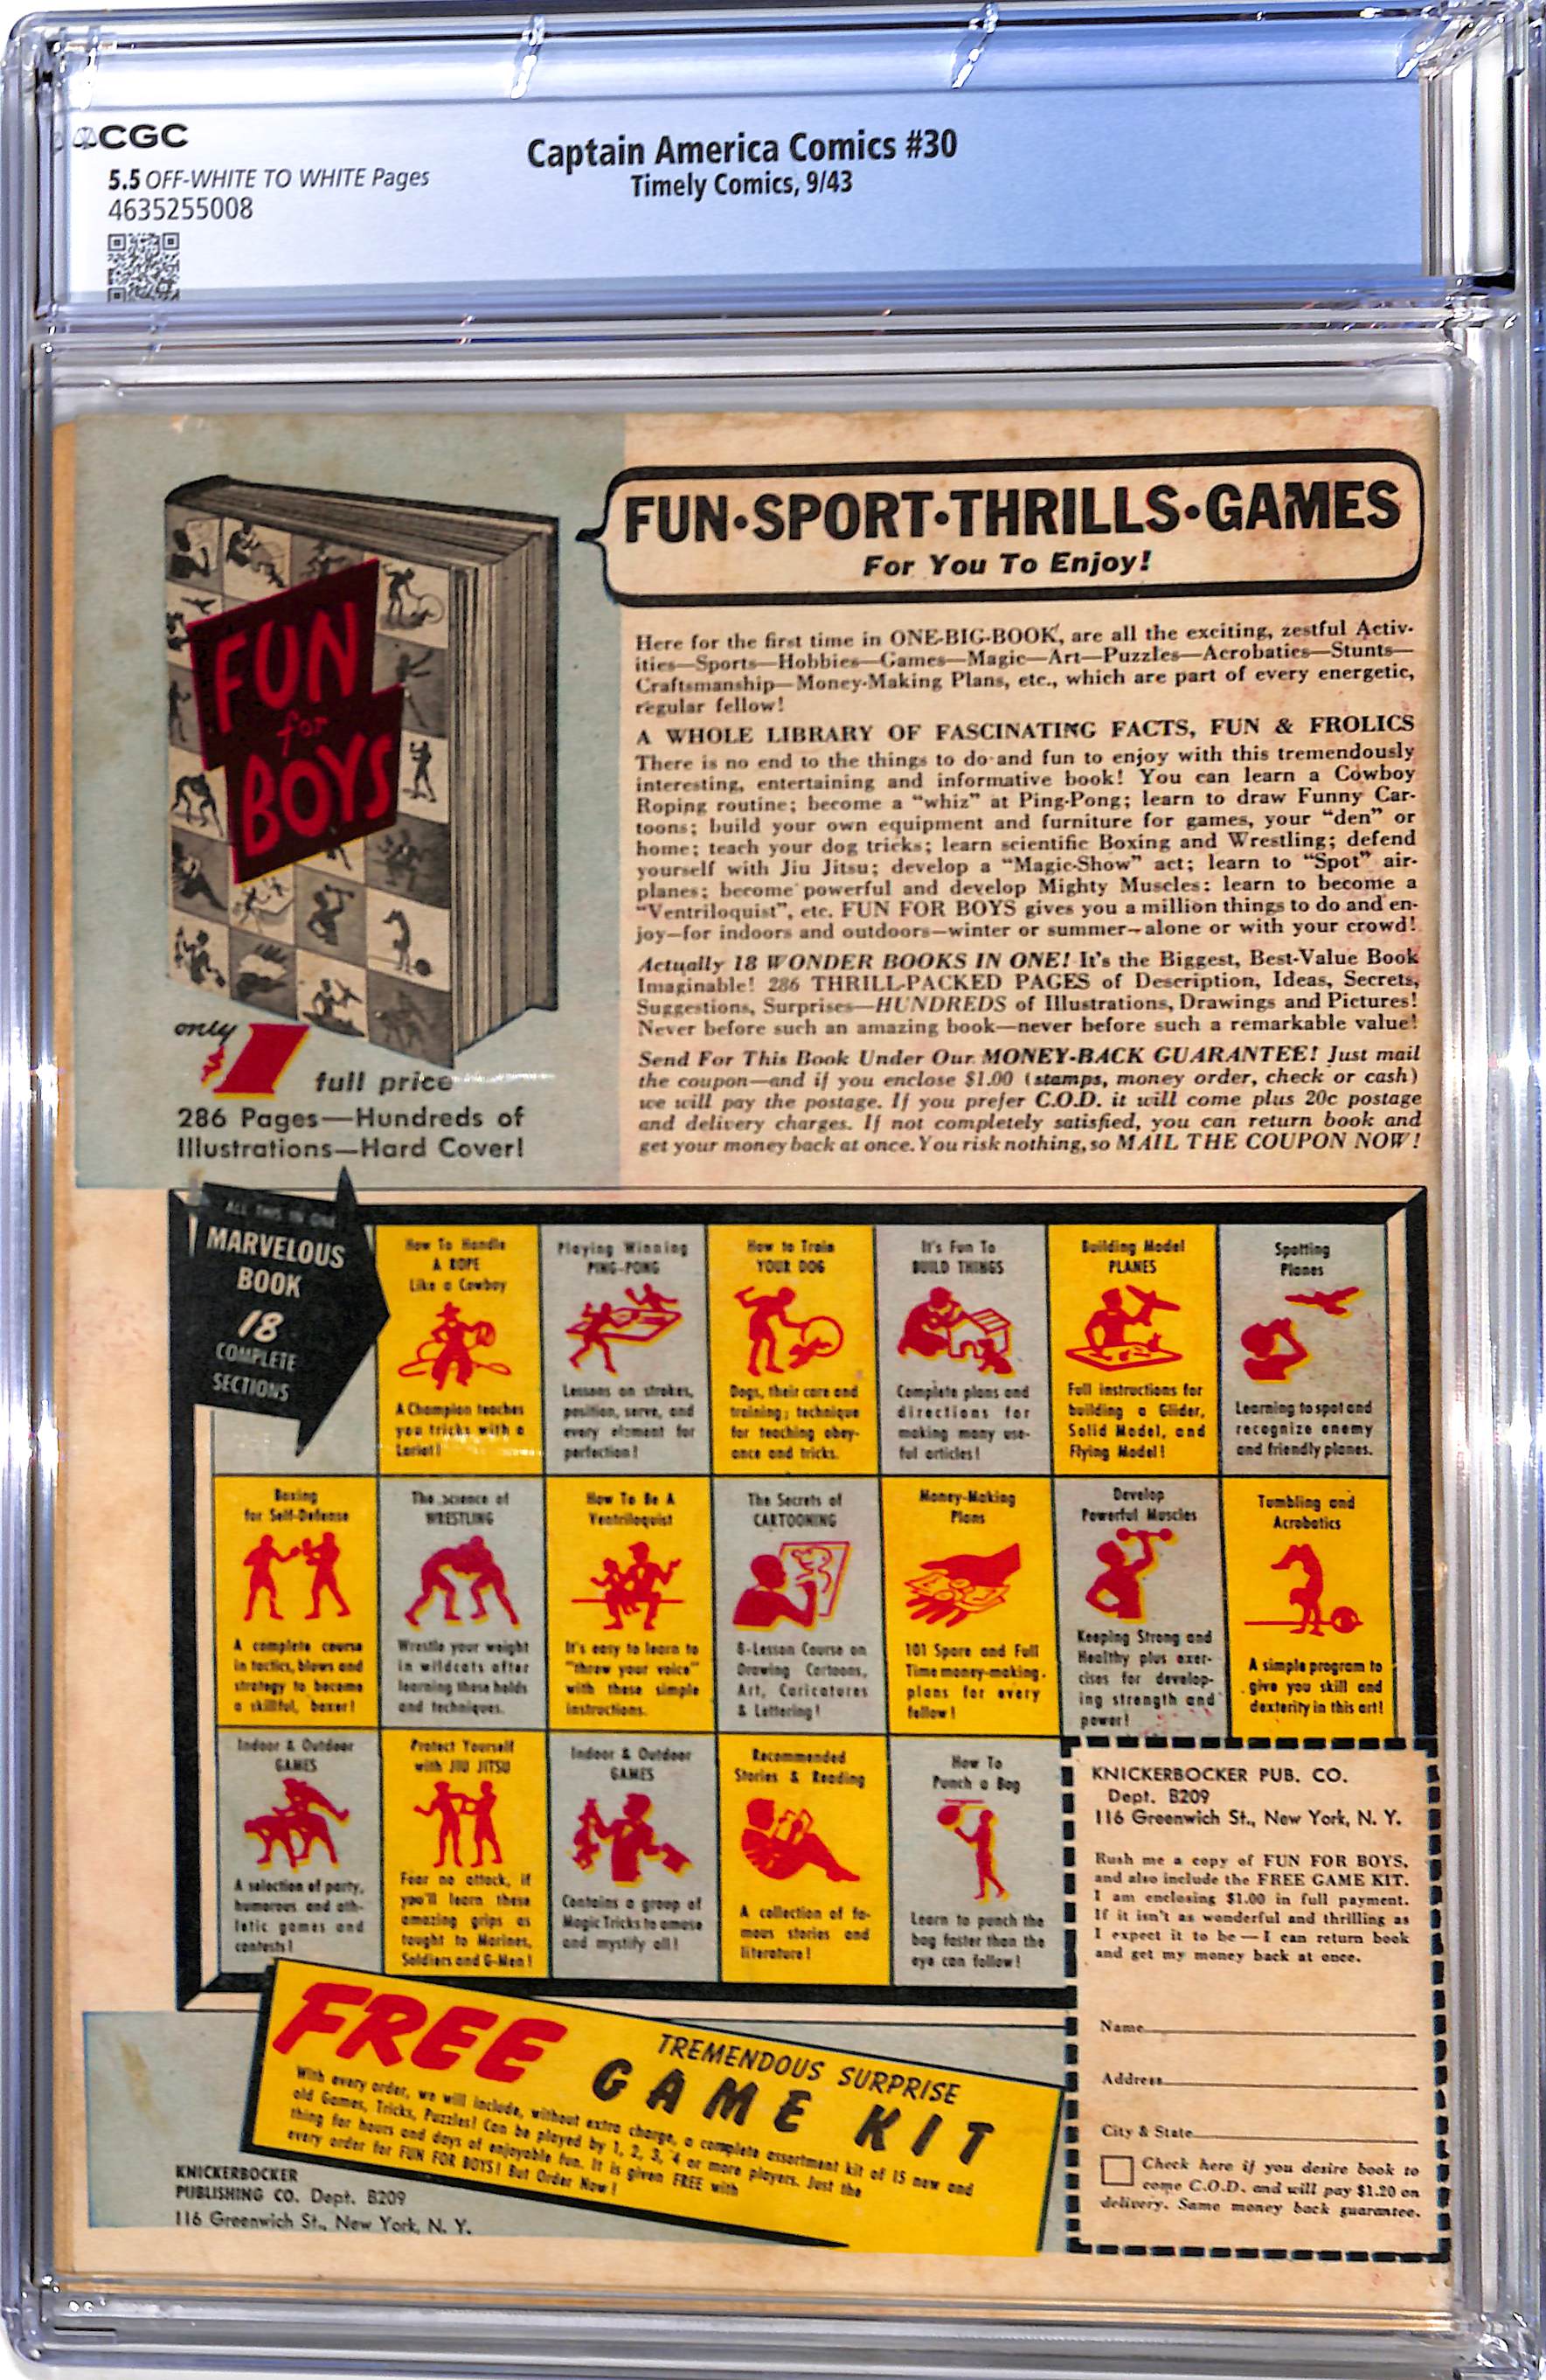 CGC
5.5 OFF-WHITE TO WHITE Pages
4635255008
Captain America Comics #30
Timely Comics, 9/43
FUN for BOYS
only $1 full price
286 Pages—Hundreds of
Illustrations—Hard Cover!
FUN•SPORT•THRILLS•GAMES
For You To Enjoy!
Here for the first time in ONE-BIG-BOOK, are all the exciting, zestful Activ-
ities—Sports—Hobbies—Games—Magic—Art—Puzzles—Acrobatics—Stunts—
Craftsmanship—Money-Making Plans, etc., which are part of every energetic,
regular fellow!
A WHOLE LIBRARY OF FASCINATING FACTS, FUN & FROLICS
There is no end to the things to do and fun to enjoy with this tremendously
interesting, entertaining and informative book! You can learn a Cowboy
Roping routine; become a "whiz" at Ping-Pong; learn to draw Funny Car-
toons; build your own equipment and furniture for games, your "den" or
home; teach your dog tricks; learn scientific Boxing and Wrestling; defend
yourself with Jiu Jitsu; develop a "Magic-Show" act; learn to "Spot" air-
planes; become powerful and develop Mighty Muscles: learn to become a
"Ventriloquist", etc. FUN FOR BOYS gives you a million things to do and en-
joy—for indoors and outdoors—winter or summer—alone or with your crowd!
Actually 18 WONDER BOOKS IN ONE! It's the Biggest, Best-Value Book
Imaginable! 286 THRILL-PACKED PAGES of Description, Ideas, Secrets,
Suggestions, Surprises—HUNDREDS of Illustrations, Drawings and Pictures!
Never before such an amazing book—never before such a remarkable value!
Send For This Book Under Our MONEY-BACK GUARANTEE! Just mail
the coupon—and if you enclose $1.00 (stamps, money order, check or cash)
we will pay the postage. If you prefer C.O.D. it will come plus 20c postage
and delivery charges. If not completely satisfied, you can return book and
get your money back at once. You risk nothing, so MAIL THE COUPON NOW!
ALL THIS IN ONE
MARVELOUS
BOOK
18
COMPLETE
SECTIONS
How To Handle
A ROPE
Like a Cowboy
A Champion teaches
you tricks with a
Lariat!
Playing Winning
PING-PONG
Lessons on strokes,
position, serve, and
every element for
perfection!
How to Train
YOUR DOG
Dogs, their care and
training; technique
for teaching obey-
ance and tricks.
It's Fun To
BUILD THINGS
Complete plans and
directions for
making many use-
ful articles!
Building Model
PLANES
Full instructions for
building a Glider,
Solid Model, and
Flying Model!
Spotting
Planes
Learning to spot and
recognize enemy
and friendly planes.
Boxing
for Self-Defense
A complete course
in tactics, blows and
strategy to become
a skillful, boxer!
The Science of
WRESTLING
Wrestle your weight
in wildcats after
learning these holds
and techniques.
How To Be A
Ventriloquist
It's easy to learn to
"throw your voice"
with these simple
instructions.
The Secrets of
CARTOONING
8-Lesson Course on
Drawing Cartoons,
Art, Caricatures
& Lettering!
Money-Making
Plans
101 Spare and Full
Time money-making
plans for every
fellow!
Develop
Powerful Muscles
Keeping Strong and
Healthy plus exer-
cises for develop-
ing strength and
power!
Tumbling and
Acrobatics
A simple program to
give you skill and
dexterity in this art!
Indoor & Outdoor
GAMES
A selection of party,
humorous and ath-
letic games and
contests!
Protect Yourself
with JIU JITSU
Fear no attack, if
you'll learn these
amazing grips as
taught to Marines,
Soldiers and G-Men!
Indoor & Outdoor
GAMES
Contains a group of
Magic Tricks to amuse
and mystify all!
Recommended
Stories & Reading
A collection of fa-
mous stories and
literature!
How To
Punch a Bag
Learn to punch the
bag faster than the
eye can follow!
FREE
TREMENDOUS SURPRISE
GAME KIT
With every order, we will include, without extra charge, a complete assortment kit of 15 new and
old Games, Tricks, Puzzles! Can be played by 1, 2, 3, 4 or more players. Just the
thing for hours and days of enjoyable fun. It is given FREE with
every order for FUN FOR BOYS! But Order Now!
KNICKERBOCKER
PUBLISHING CO. Dept. B209
116 Greenwich St., New York, N. Y.
KNICKERBOCKER PUB. CO.
Dept. B209
116 Greenwich St., New York, N. Y.
Rush me a copy of FUN FOR BOYS,
and also include the FREE GAME KIT.
I am enclosing $1.00 in full payment.
If it isn't as wonderful and thrilling as
I expect it to be—I can return book
and get my money back at once.
Name
Address
City & State
Check here if you desire book to
come C.O.D. and will pay $1.20 on
delivery. Same money back guarantee.